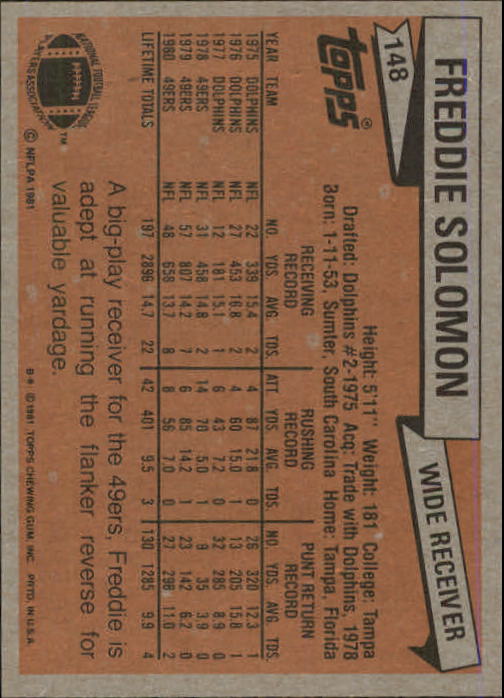 148
FREDDIE SOLOMON
WIDE RECEIVER
topps®
Height: 5'11" Weight: 181 College: Tampa
Drafted: Dolphins #2-1975 Acq: Trade with Dolphins, 1978
Born: 1-11-53, Sumter, South Carolina Home: Tampa, Florida
RECEIVING RECORD RUSHING RECORD PUNT RETURN RECORD
YEAR TEAM NO. YDS. AVG. TDS. ATT. YDS. AVG. TDS. NO. YDS. AVG. TDS.
1975 DOLPHINS NFL 22 339 15.4 2 4 87 21.8 0 26 320 12.3 1
1976 DOLPHINS NFL 27 453 16.8 2 4 60 15.0 1 13 205 15.8 1
1977 DOLPHINS NFL 12 181 15.1 1 6 43 7.2 0 32 285 8.9 0
1978 49ERS NFL 31 458 14.8 2 14 70 5.0 1 9 35 3.9 0
1979 49ERS NFL 57 807 14.2 7 6 85 14.2 1 23 142 6.2 0
1980 49ERS NFL 48 658 13.7 8 8 56 7.0 0 27 298 11.0 2
LIFETIME TOTALS 197 2896 14.7 22 42 401 9.5 3 130 1285 9.9 4
A big-play receiver for the 49ers, Freddie is
adept at running the flanker reverse for
valuable yardage.
NATIONAL FOOTBALL LEAGUE
PLAYERS ASSOCIATION
TM
© NFLPA 1981
B* © 1981 TOPPS CHEWING GUM, INC. PRTD. IN U.S.A.